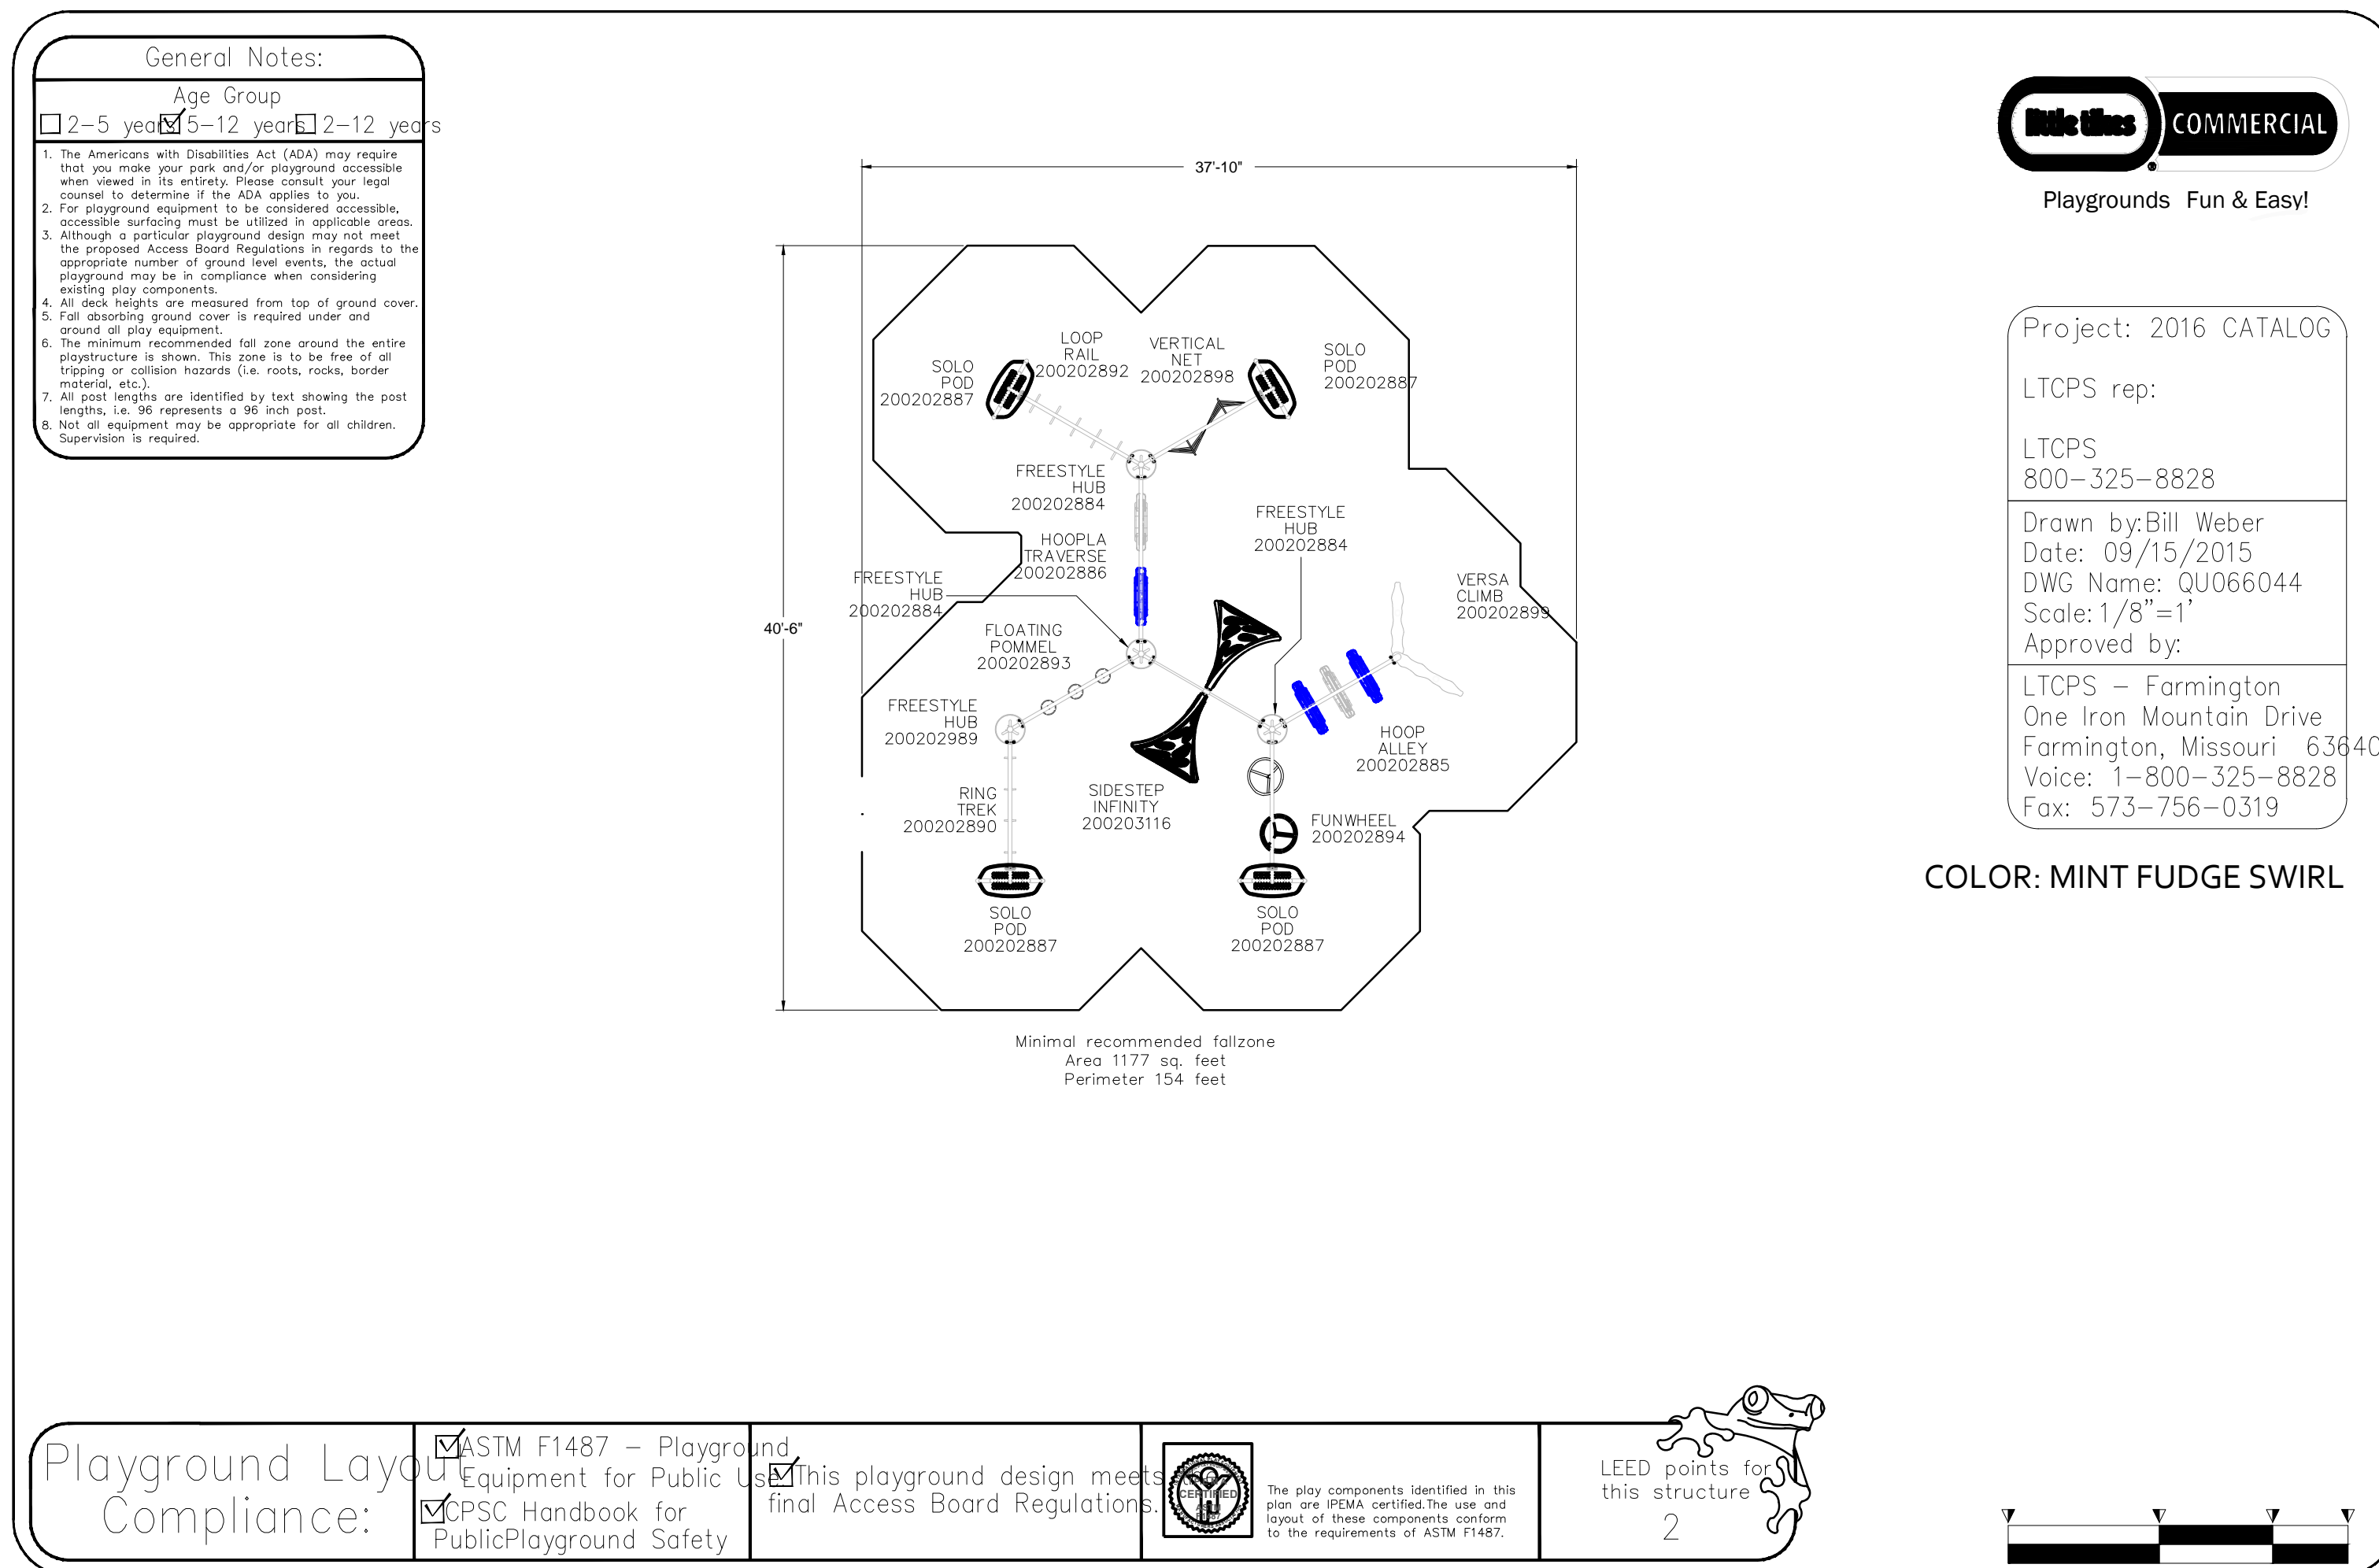 General Notes:
Age Group
2-5 years 5-12 years 2-12 years
1. The Americans with Disabilities Act (ADA) may require
that you make your park and/or playground accessible
when viewed in its entirety. Please consult your legal
counsel to determine if the ADA applies to you.
2. For playground equipment to be considered accessible,
accessible surfacing must be utilized in applicable areas.
3. Although a particular playground design may not meet
the proposed Access Board Regulations in regards to the
appropriate number of ground level events, the actual
playground may be in compliance when considering
existing play components.
4. All deck heights are measured from top of ground cover.
5. Fall absorbing ground cover is required under and
around all play equipment.
6. The minimum recommended fall zone around the entire
playstructure is shown. This zone is to be free of all
tripping or collision hazards (i.e. roots, rocks, border
material, etc.).
7. All post lengths are identified by text showing the post
lengths, i.e. 96 represents a 96 inch post.
8. Not all equipment may be appropriate for all children.
Supervision is required.
37'-10"
40'-6"
SOLO
POD
200202887
LOOP
RAIL
200202892
VERTICAL
NET
200202898
SOLO
POD
200202887
FREESTYLE
HUB
200202884
FREESTYLE
HUB
200202884
HOOPLA
TRAVERSE
200202886
FREESTYLE
HUB
200202884
VERSA
CLIMB
200202899
FLOATING
POMMEL
200202893
FREESTYLE
HUB
200202989
HOOP
ALLEY
200202885
RING
TREK
200202890
SIDESTEP
INFINITY
200203116
FUNWHEEL
200202894
SOLO
POD
200202887
SOLO
POD
200202887
Minimal recommended fallzone
Area 1177 sq. feet
Perimeter 154 feet
little tikes COMMERCIAL
®
Playgrounds Fun & Easy!
Project: 2016 CATALOG
LTCPS rep:
LTCPS
800-325-8828
Drawn by:Bill Weber
Date: 09/15/2015
DWG Name: QU066044
Scale:1/8"=1'
Approved by:
LTCPS - Farmington
One Iron Mountain Drive
Farmington, Missouri 63640
Voice: 1-800-325-8828
Fax: 573-756-0319
COLOR: MINT FUDGE SWIRL
Playground Layout
Compliance:
ASTM F1487 - Playground
Equipment for Public Use
CPSC Handbook for
PublicPlayground Safety
This playground design meets
final Access Board Regulations.
CERTIFIED
ASTM
The play components identified in this
plan are IPEMA certified.The use and
layout of these components conform
to the requirements of ASTM F1487.
LEED points for
this structure
2